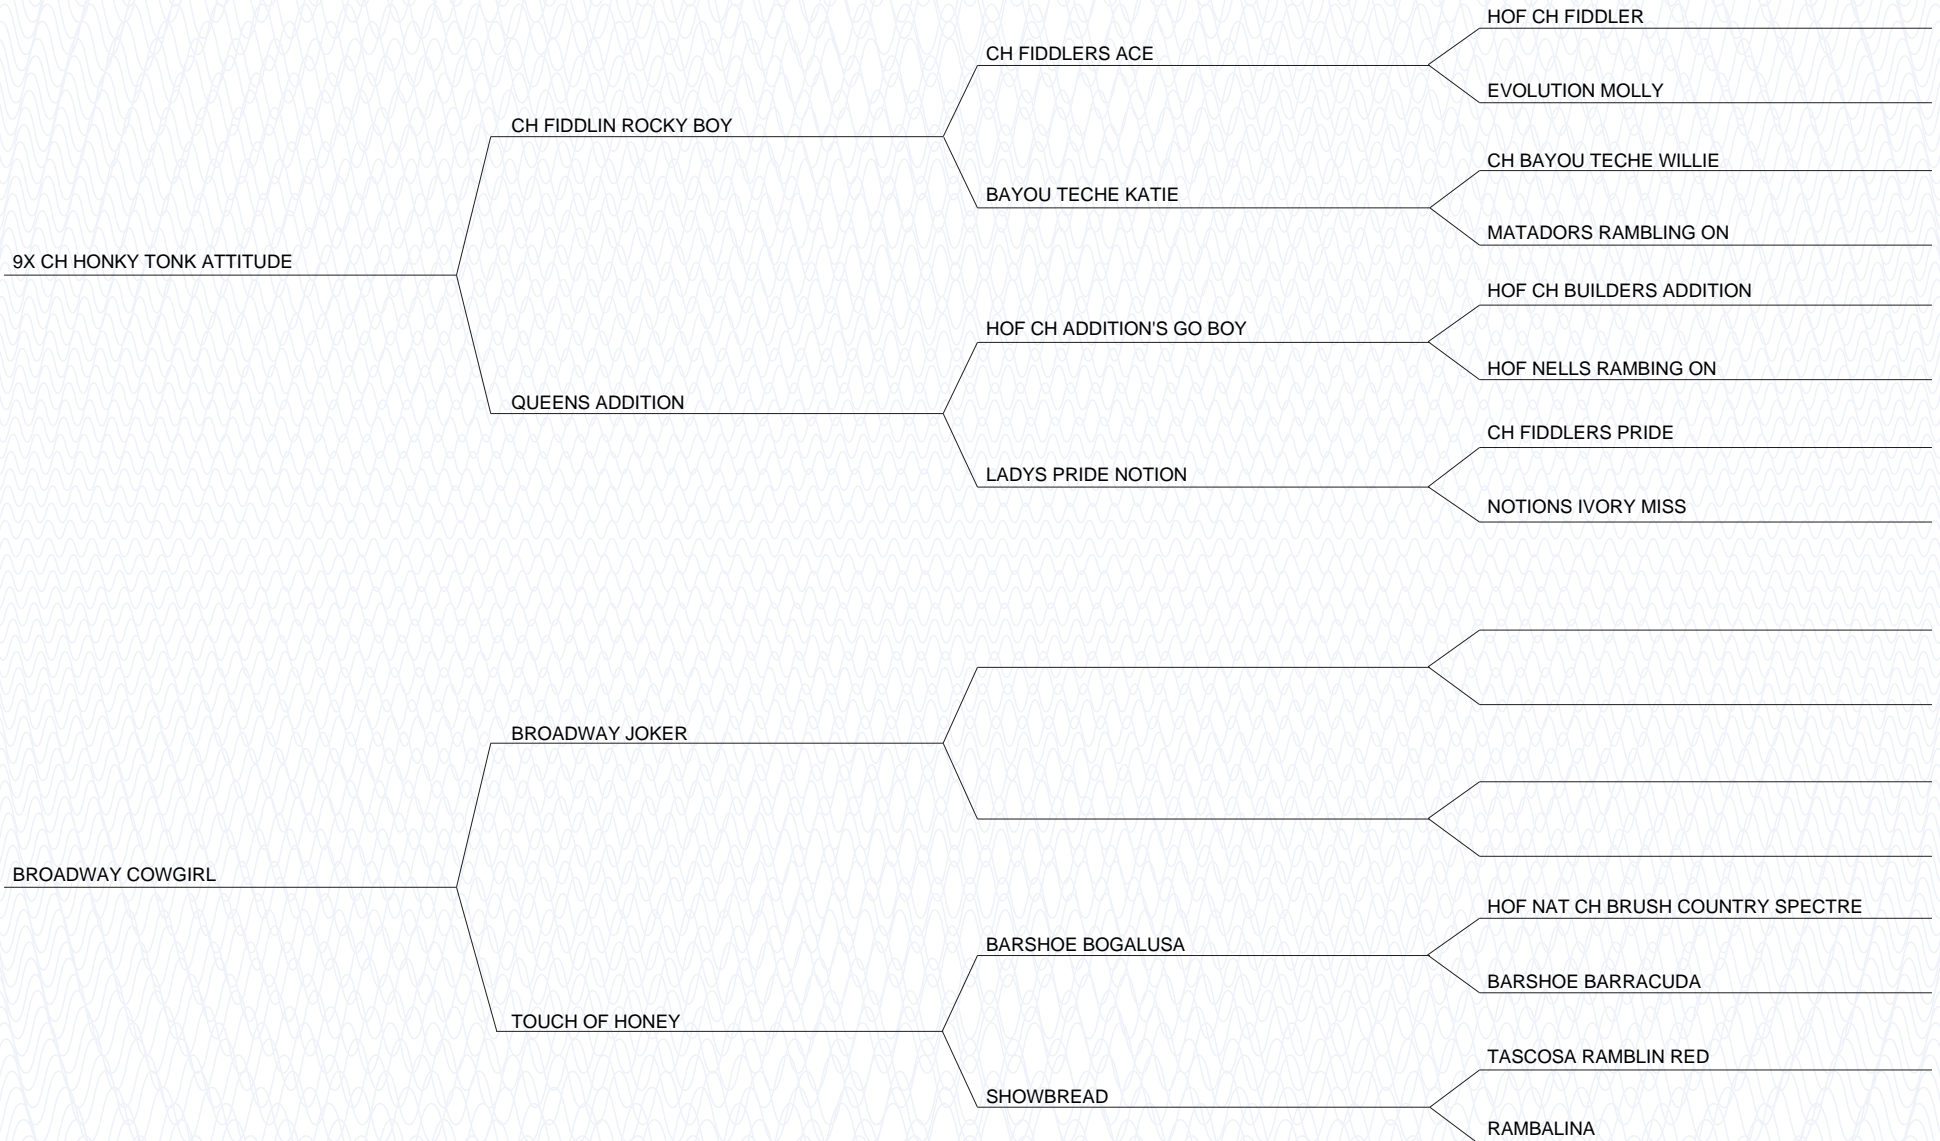 HOF CH FIDDLER
CH FIDDLERS ACE
EVOLUTION MOLLY
CH FIDDLIN ROCKY BOY
CH BAYOU TECHE WILLIE
BAYOU TECHE KATIE
MATADORS RAMBLING ON
9X CH HONKY TONK ATTITUDE
HOF CH BUILDERS ADDITION
HOF CH ADDITION'S GO BOY
HOF NELLS RAMBING ON
QUEENS ADDITION
CH FIDDLERS PRIDE
LADYS PRIDE NOTION
NOTIONS IVORY MISS
BROADWAY JOKER
BROADWAY COWGIRL
HOF NAT CH BRUSH COUNTRY SPECTRE
BARSHOE BOGALUSA
BARSHOE BARRACUDA
TOUCH OF HONEY
TASCOSA RAMBLIN RED
SHOWBREAD
RAMBALINA